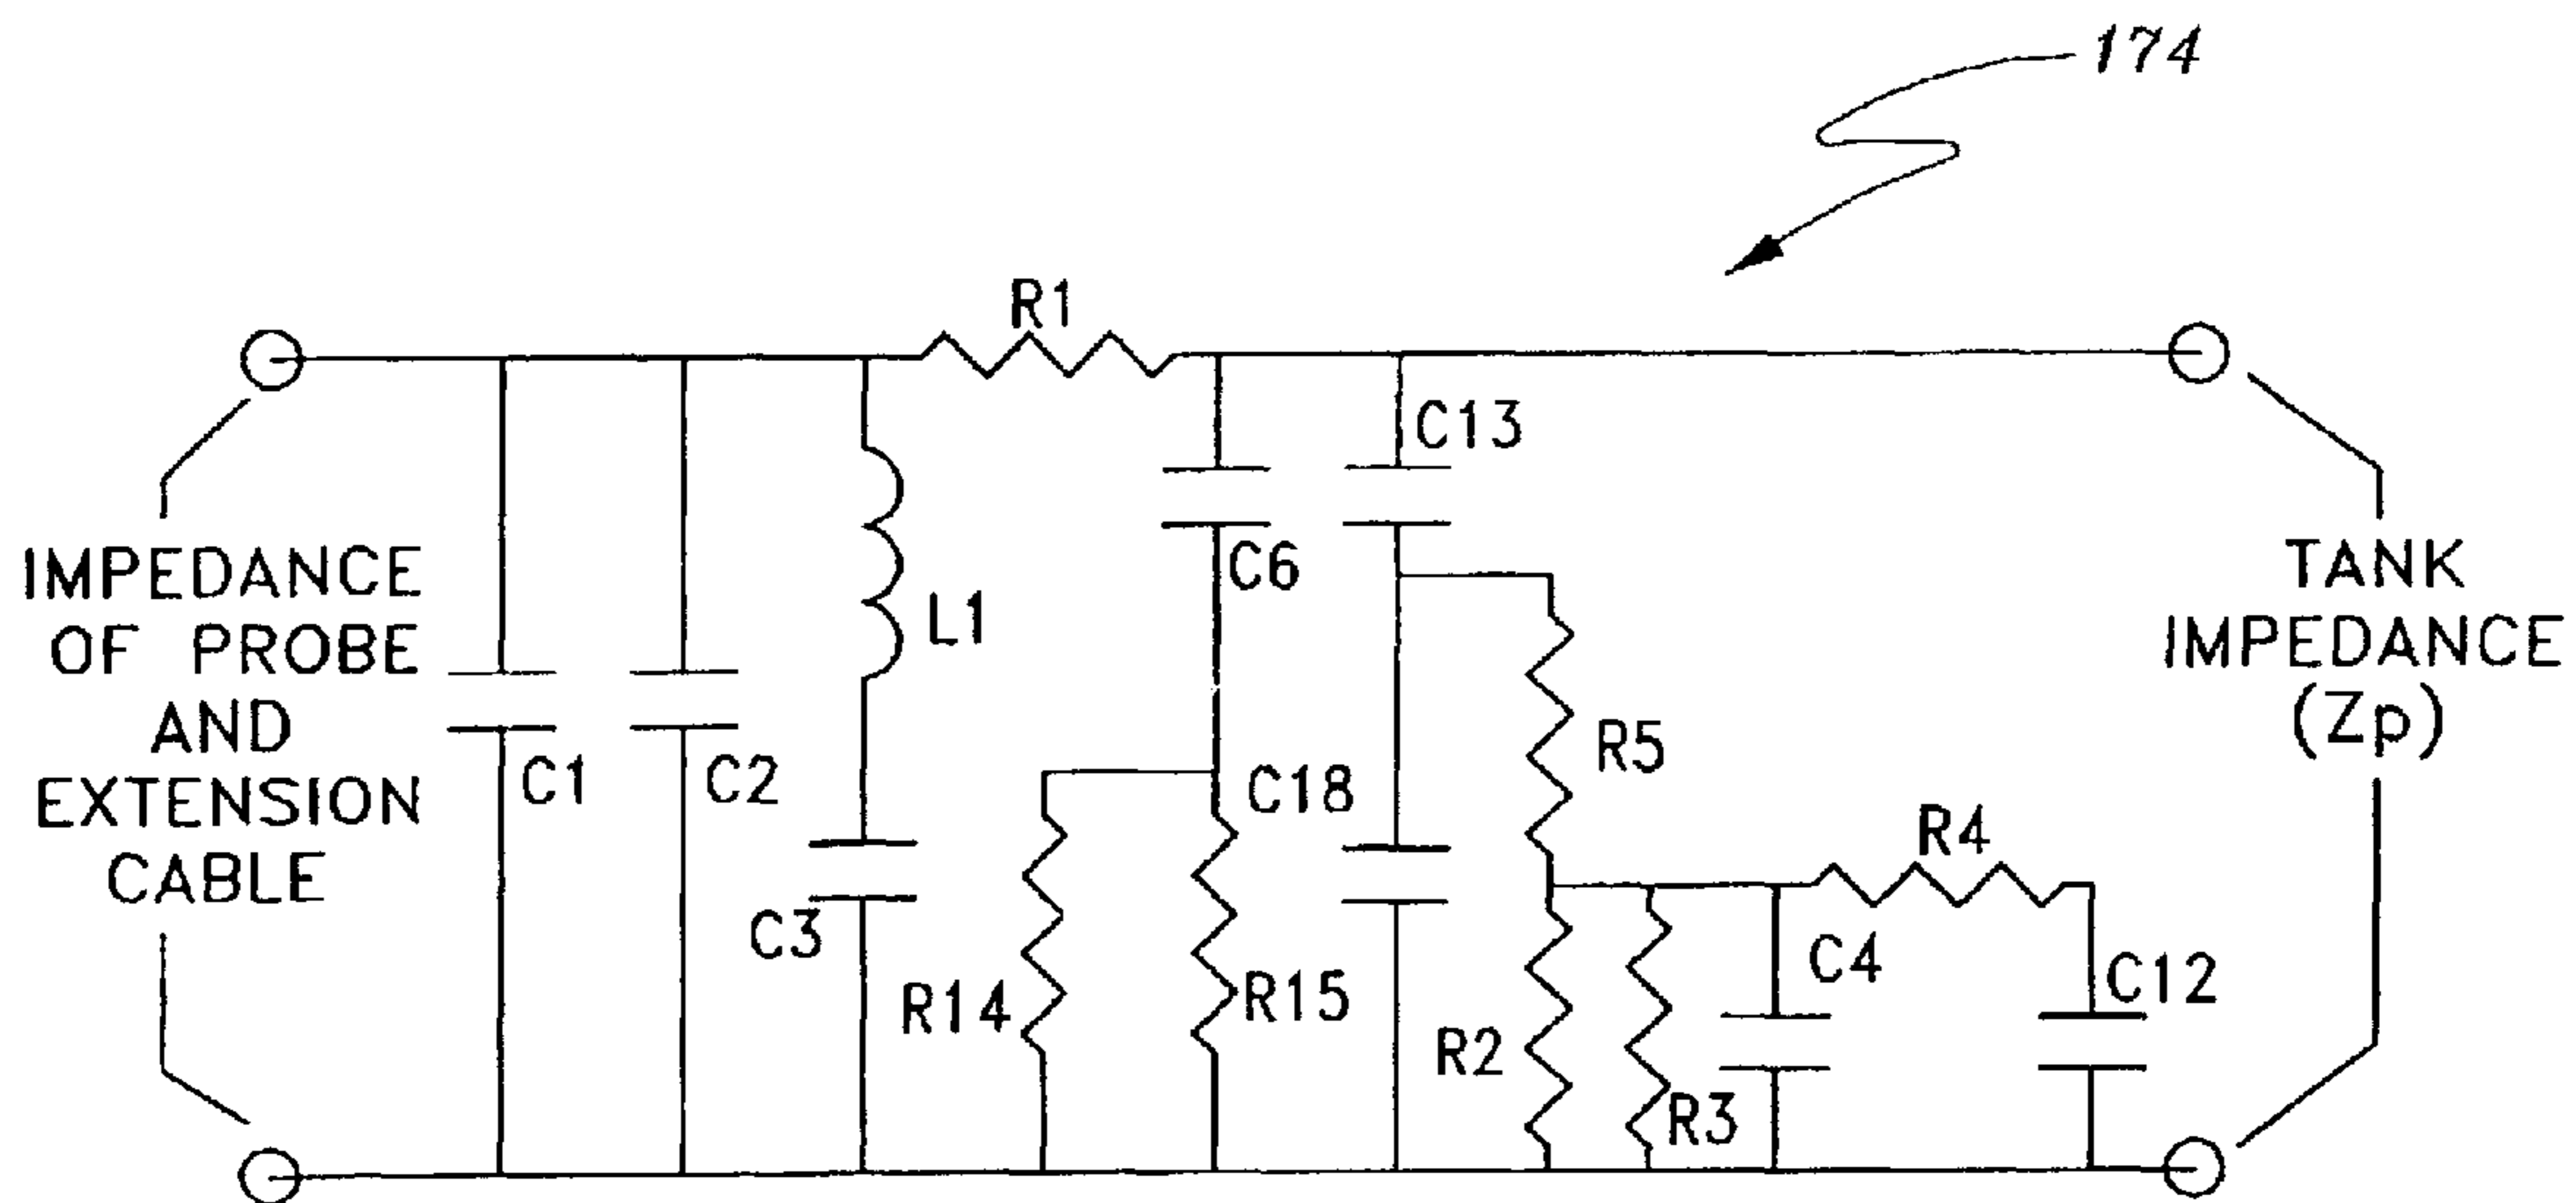 174
R1
C13
C6
IMPEDANCE
OF PROBE
AND
EXTENSION
CABLE
L1
TANK
IMPEDANCE
(Zp)
C1
C2
C18
R5
R4
C3
R14
R15
C4
C12
R2
R3